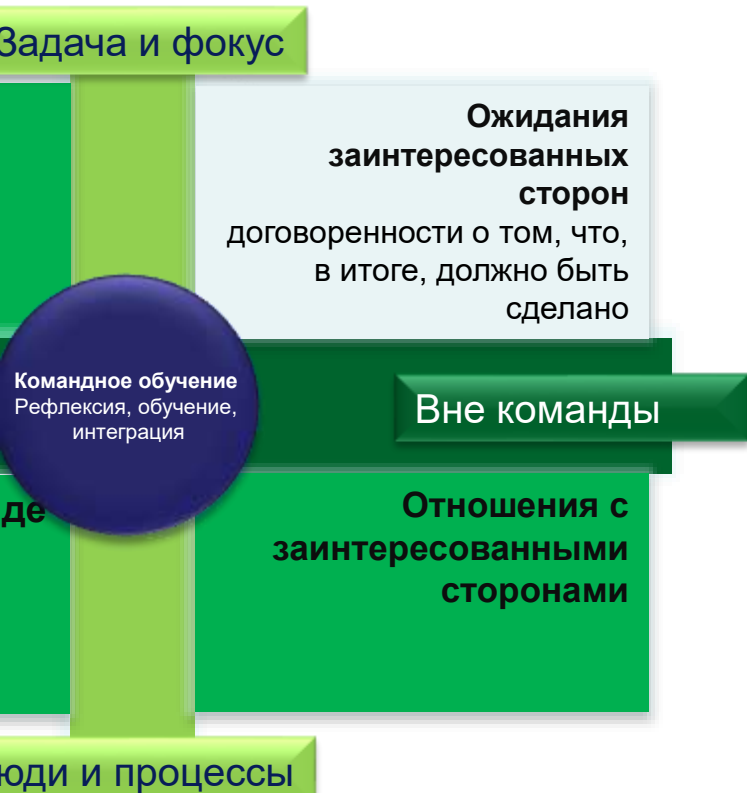 Задача и фокус
Ожидания
заинтересованных
сторон
договоренности о том, что,
в итоге, должно быть
сделано
Командное обучение
Рефлексия, обучение,
интеграция
Вне команды
де
Отношения с
заинтересованными
сторонами
юди и процессы